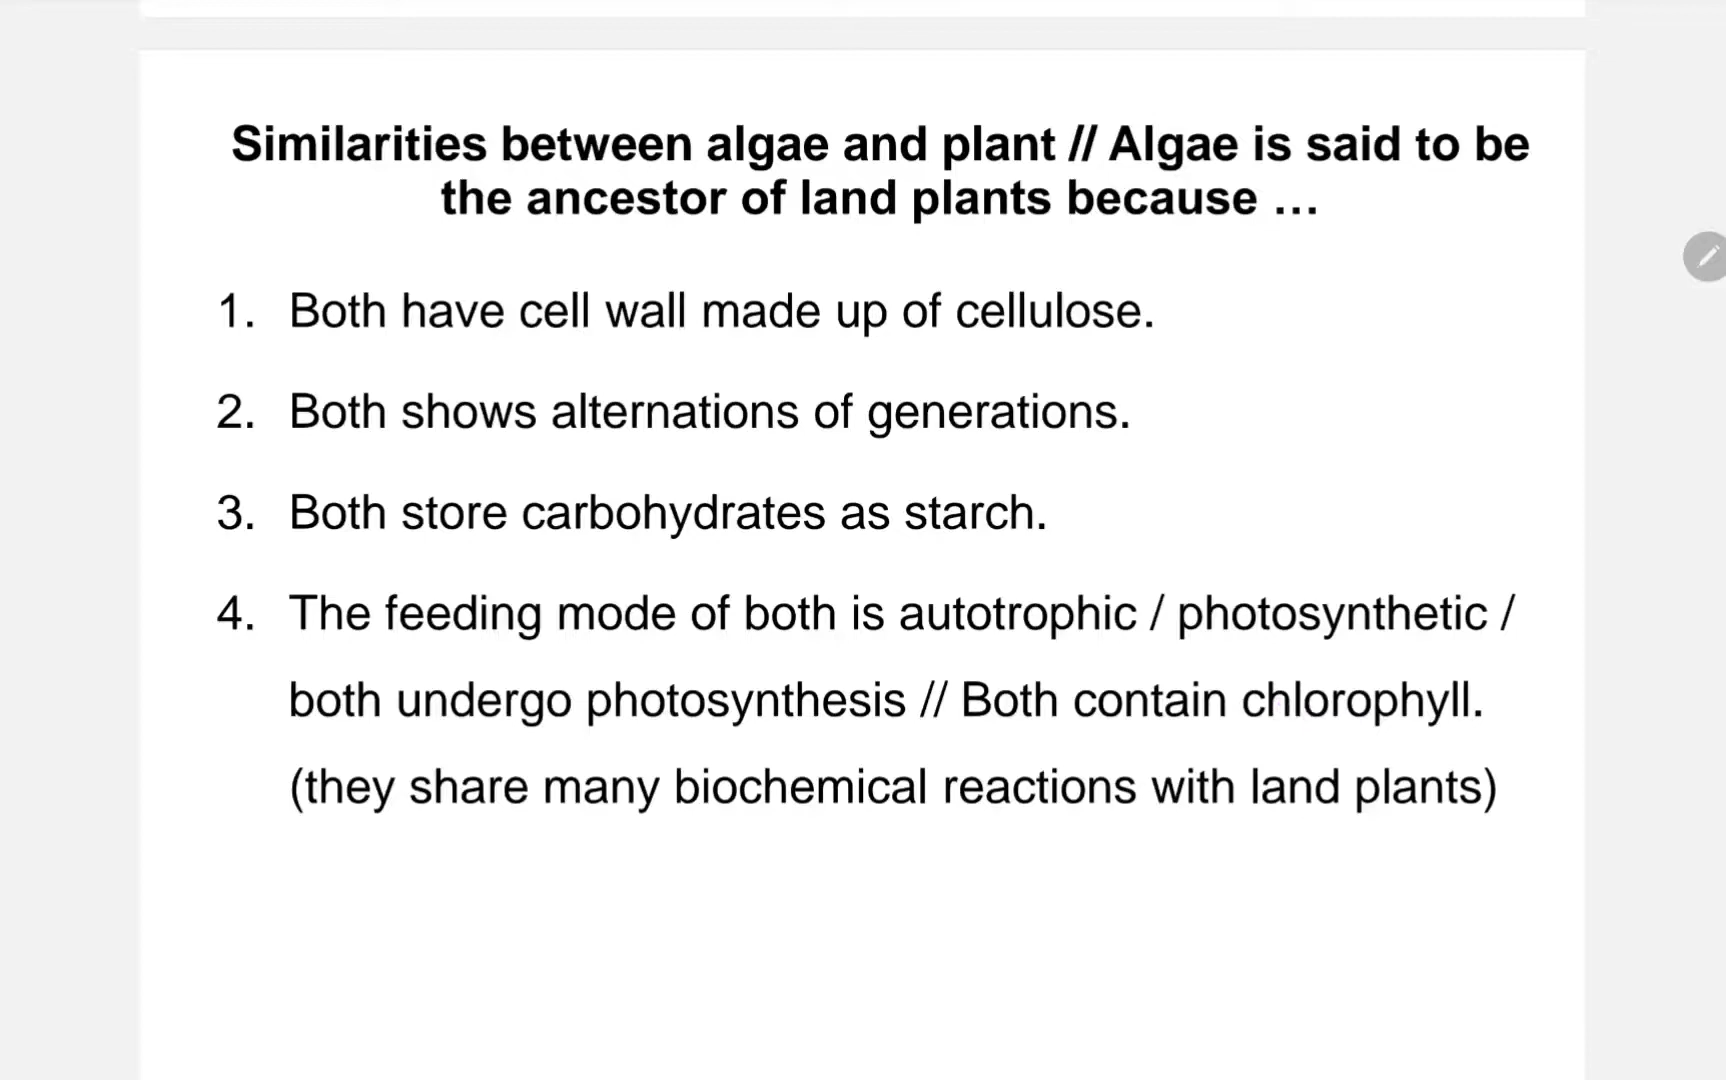 Similarities between algae and plant // Algae is said to be
the ancestor of land plants because …
1. Both have cell wall made up of cellulose.
2. Both shows alternations of generations.
3. Both store carbohydrates as starch.
4. The feeding mode of both is autotrophic / photosynthetic /
both undergo photosynthesis // Both contain chlorophyll.
(they share many biochemical reactions with land plants)